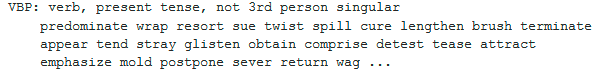 VBP: verb, present tense, not 3rd person singular
predominate wrap resort sue twist spill cure lengthen brush terminate
appear tend stray glisten obtain comprise detest tease attract
emphasize mold postpone sever return wag ...